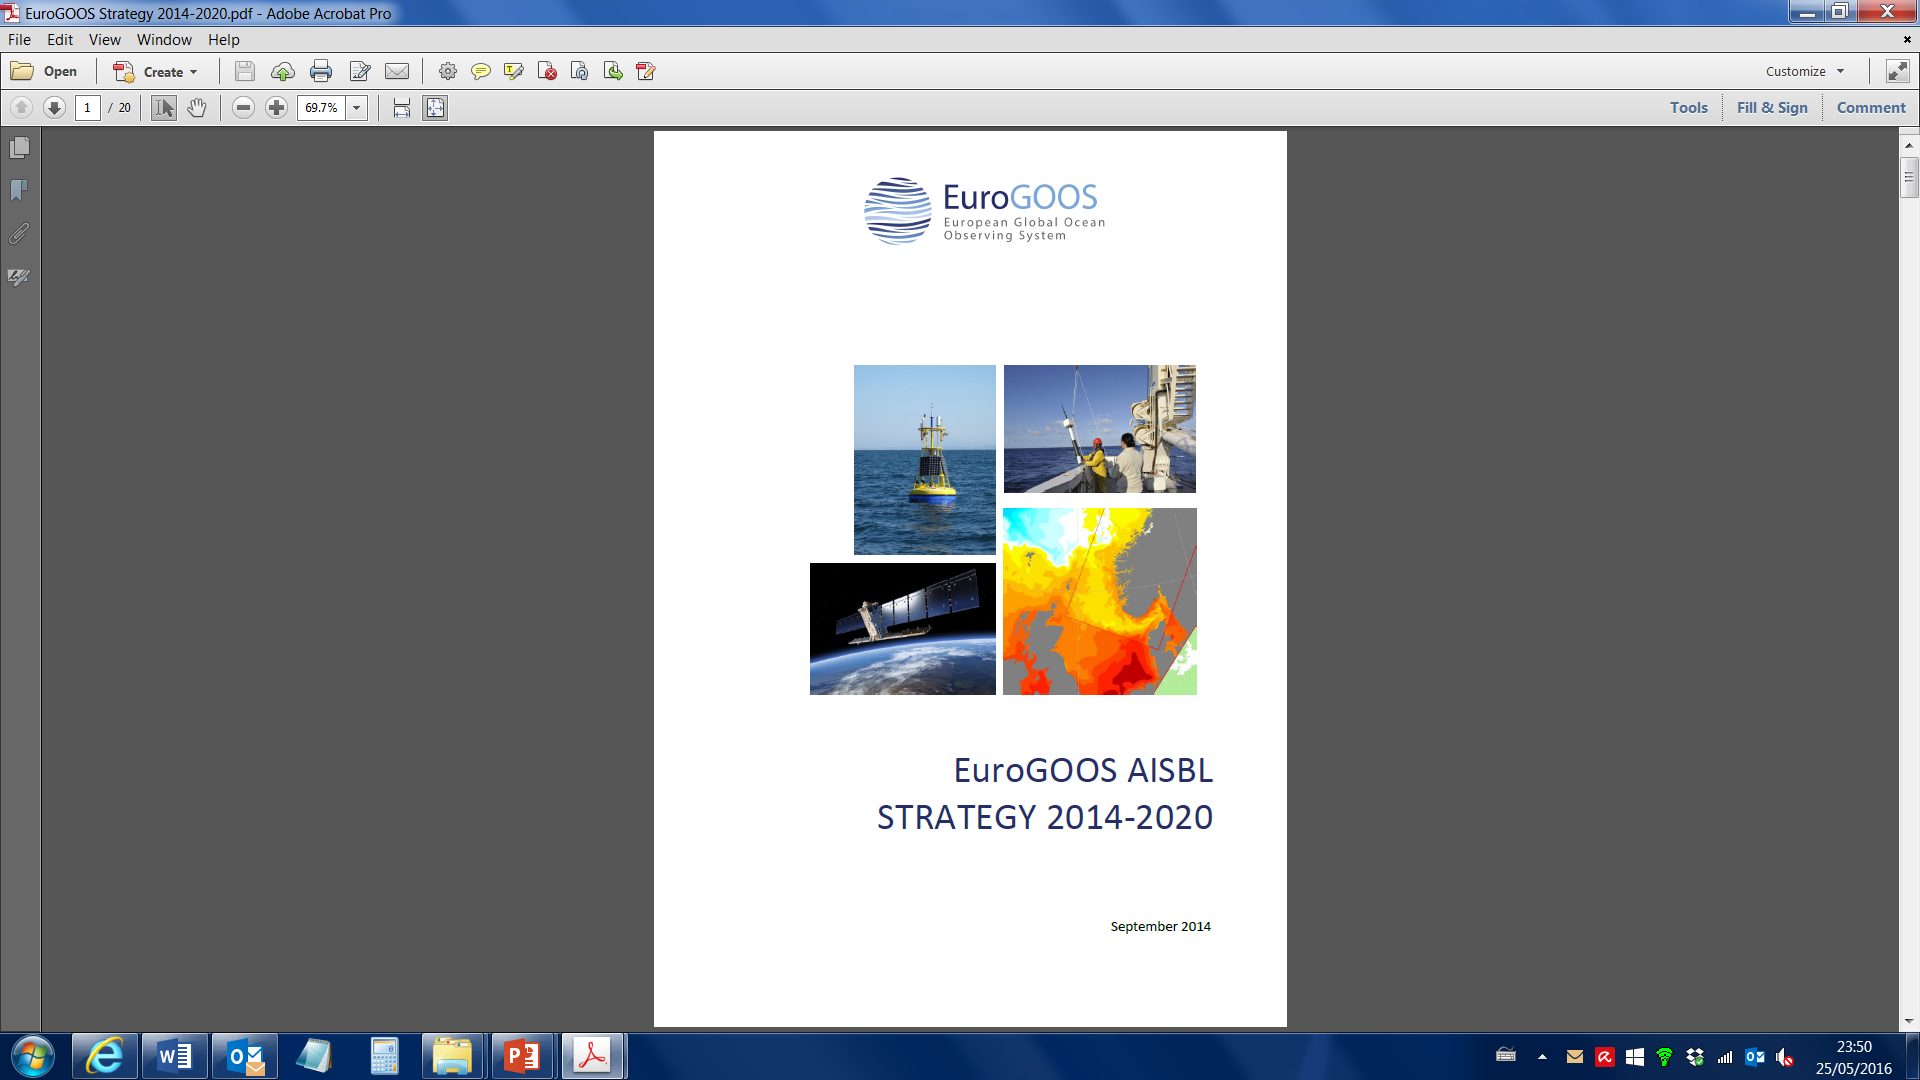 EuroGOOS Strategy 2014-2020.pdf - Adobe Acrobat Pro
File Edit View Window Help
Open Create Customize
1 / 20 69.7% Tools Fill & Sign Comment
EuroGOOS
European Global Ocean
Observing System
EuroGOOS AISBL
STRATEGY 2014-2020
September 2014
23:50
25/05/2016